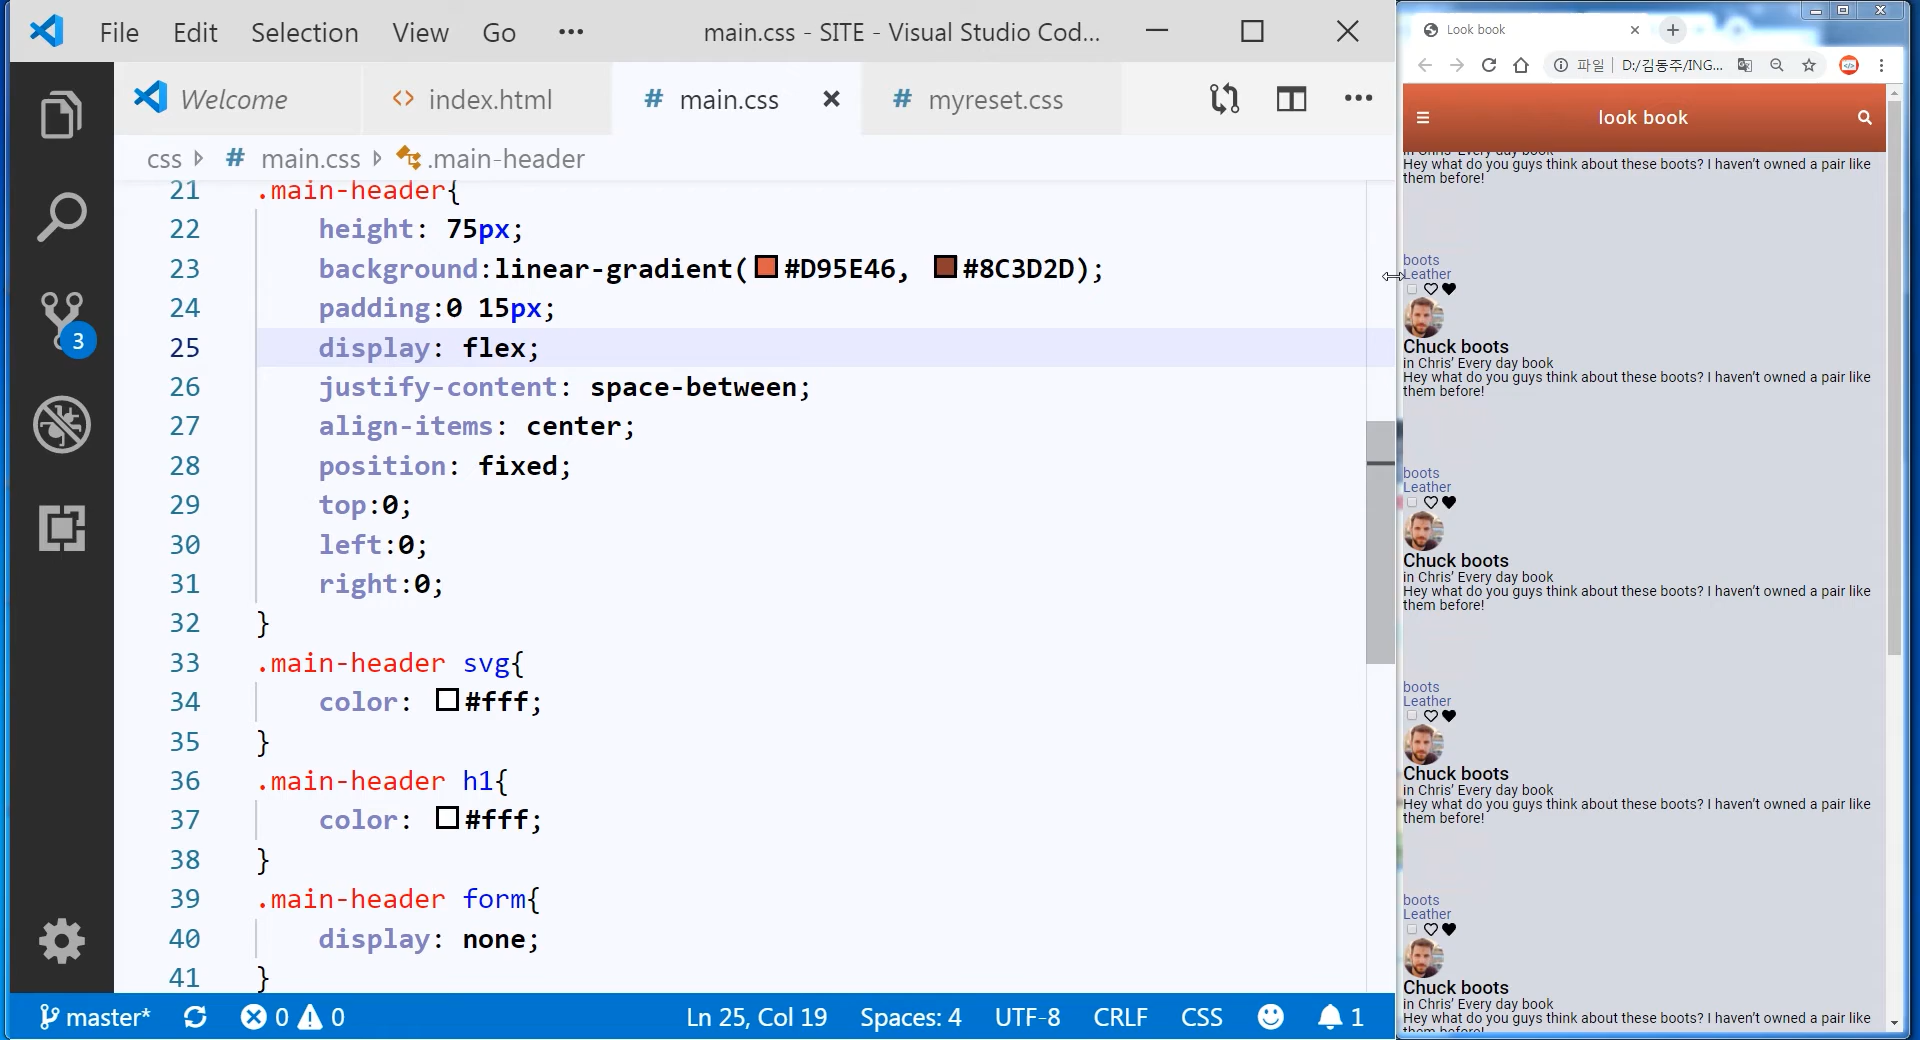 File Edit Selection View Go ··· main.css - SITE - Visual Studio Cod...
Welcome <> index.html # main.css × # myreset.css
css # main.css .main-header
21 .main-header{
22 height: 75px;
23 background:linear-gradient(#D95E46, #8C3D2D);
24 padding:0 15px;
25 display: flex;
26 justify-content: space-between;
27 align-items: center;
28 position: fixed;
29 top:0;
30 left:0;
31 right:0;
32 }
33 .main-header svg{
34 color: #fff;
35 }
36 .main-header h1{
37 color: #fff;
38 }
39 .main-header form{
40 display: none;
41 }
3
master* 0 0 Ln 25, Col 19 Spaces: 4 UTF-8 CRLF CSS 1
Look book
파일 D:/김동주/ING...
look book
in Chris' Every day book
Hey what do you guys think about these boots? I haven't owned a pair like
them before!
boots
Leather
Chuck boots
in Chris' Every day book
Hey what do you guys think about these boots? I haven't owned a pair like
them before!
boots
Leather
Chuck boots
in Chris' Every day book
Hey what do you guys think about these boots? I haven't owned a pair like
them before!
boots
Leather
Chuck boots
in Chris' Every day book
Hey what do you guys think about these boots? I haven't owned a pair like
them before!
boots
Leather
Chuck boots
in Chris' Every day book
Hey what do you guys think about these boots? I haven't owned a pair like
them before!